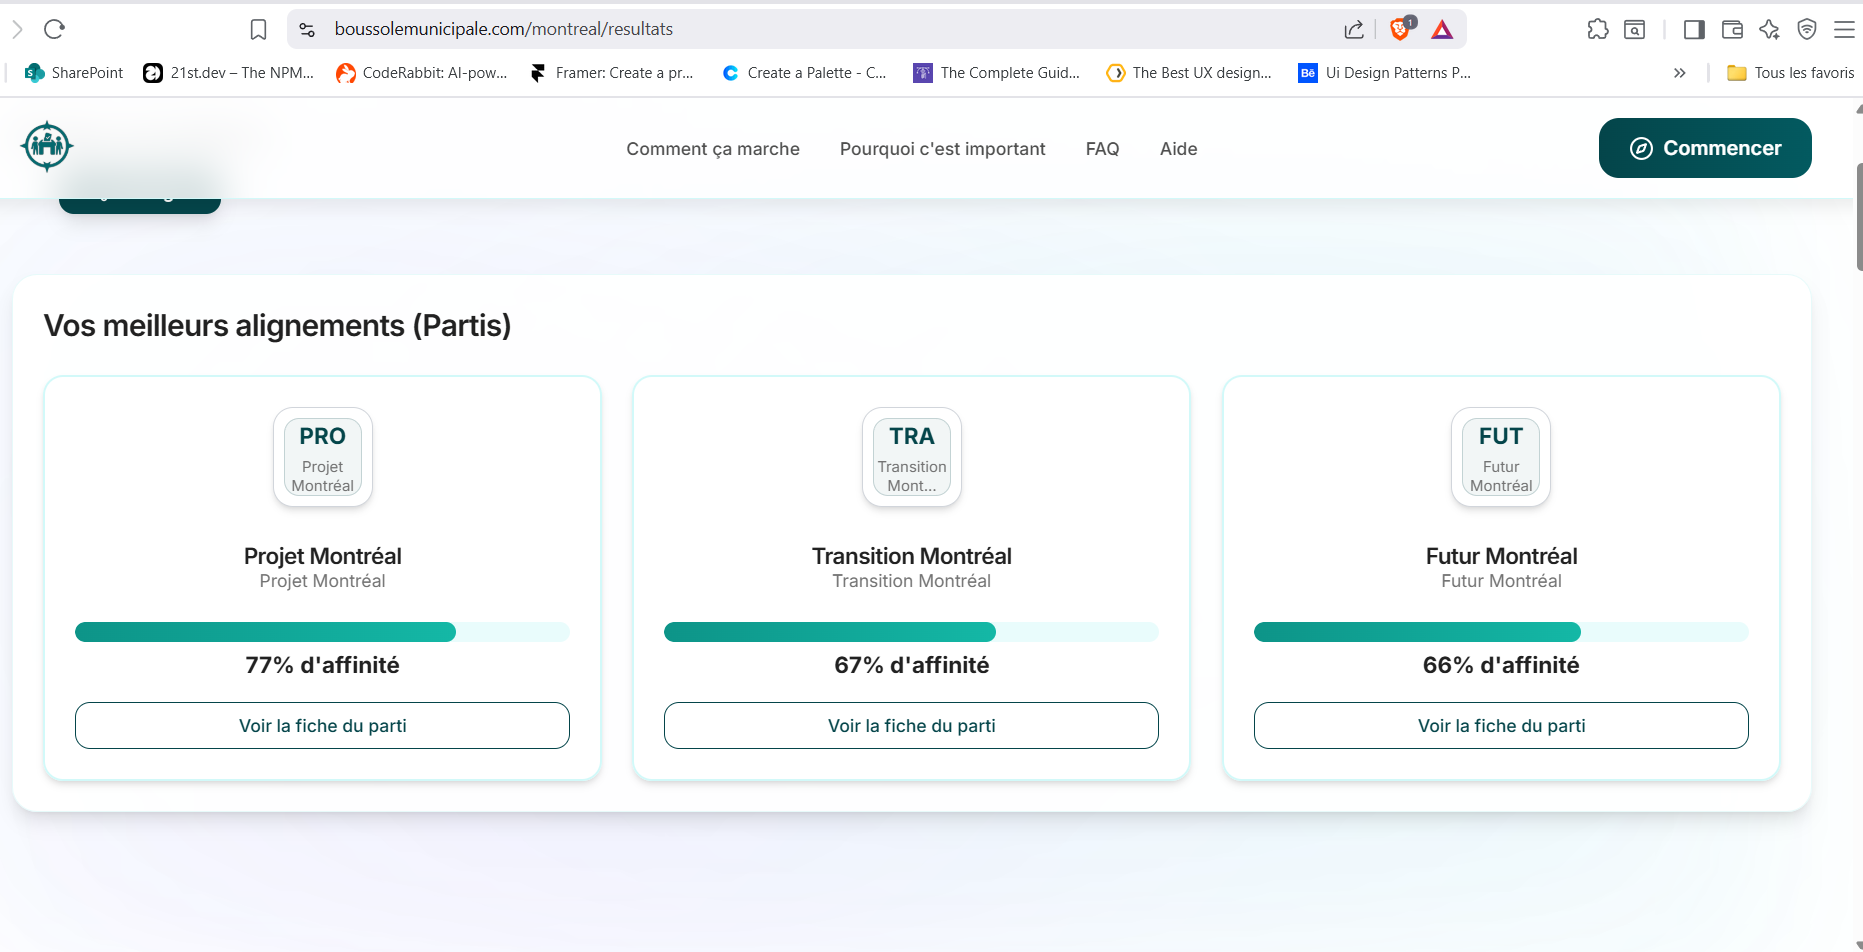 boussolemunicipale.com/montreal/resultats
1
SharePoint
21st.dev – The NPM...
CodeRabbit: AI-pow...
Framer: Create a pr...
Create a Palette - C...
The Complete Guid...
The Best UX design...
Bē
Ui Design Patterns P...
»
Tous les favoris
Comment ça marche
Pourquoi c'est important
FAQ
Aide
Commencer
Vos meilleurs alignements (Partis)
PRO
Projet
Montréal
Projet Montréal
Projet Montréal
77% d'affinité
Voir la fiche du parti
TRA
Transition
Mont...
Transition Montréal
Transition Montréal
67% d'affinité
Voir la fiche du parti
FUT
Futur
Montréal
Futur Montréal
Futur Montréal
66% d'affinité
Voir la fiche du parti